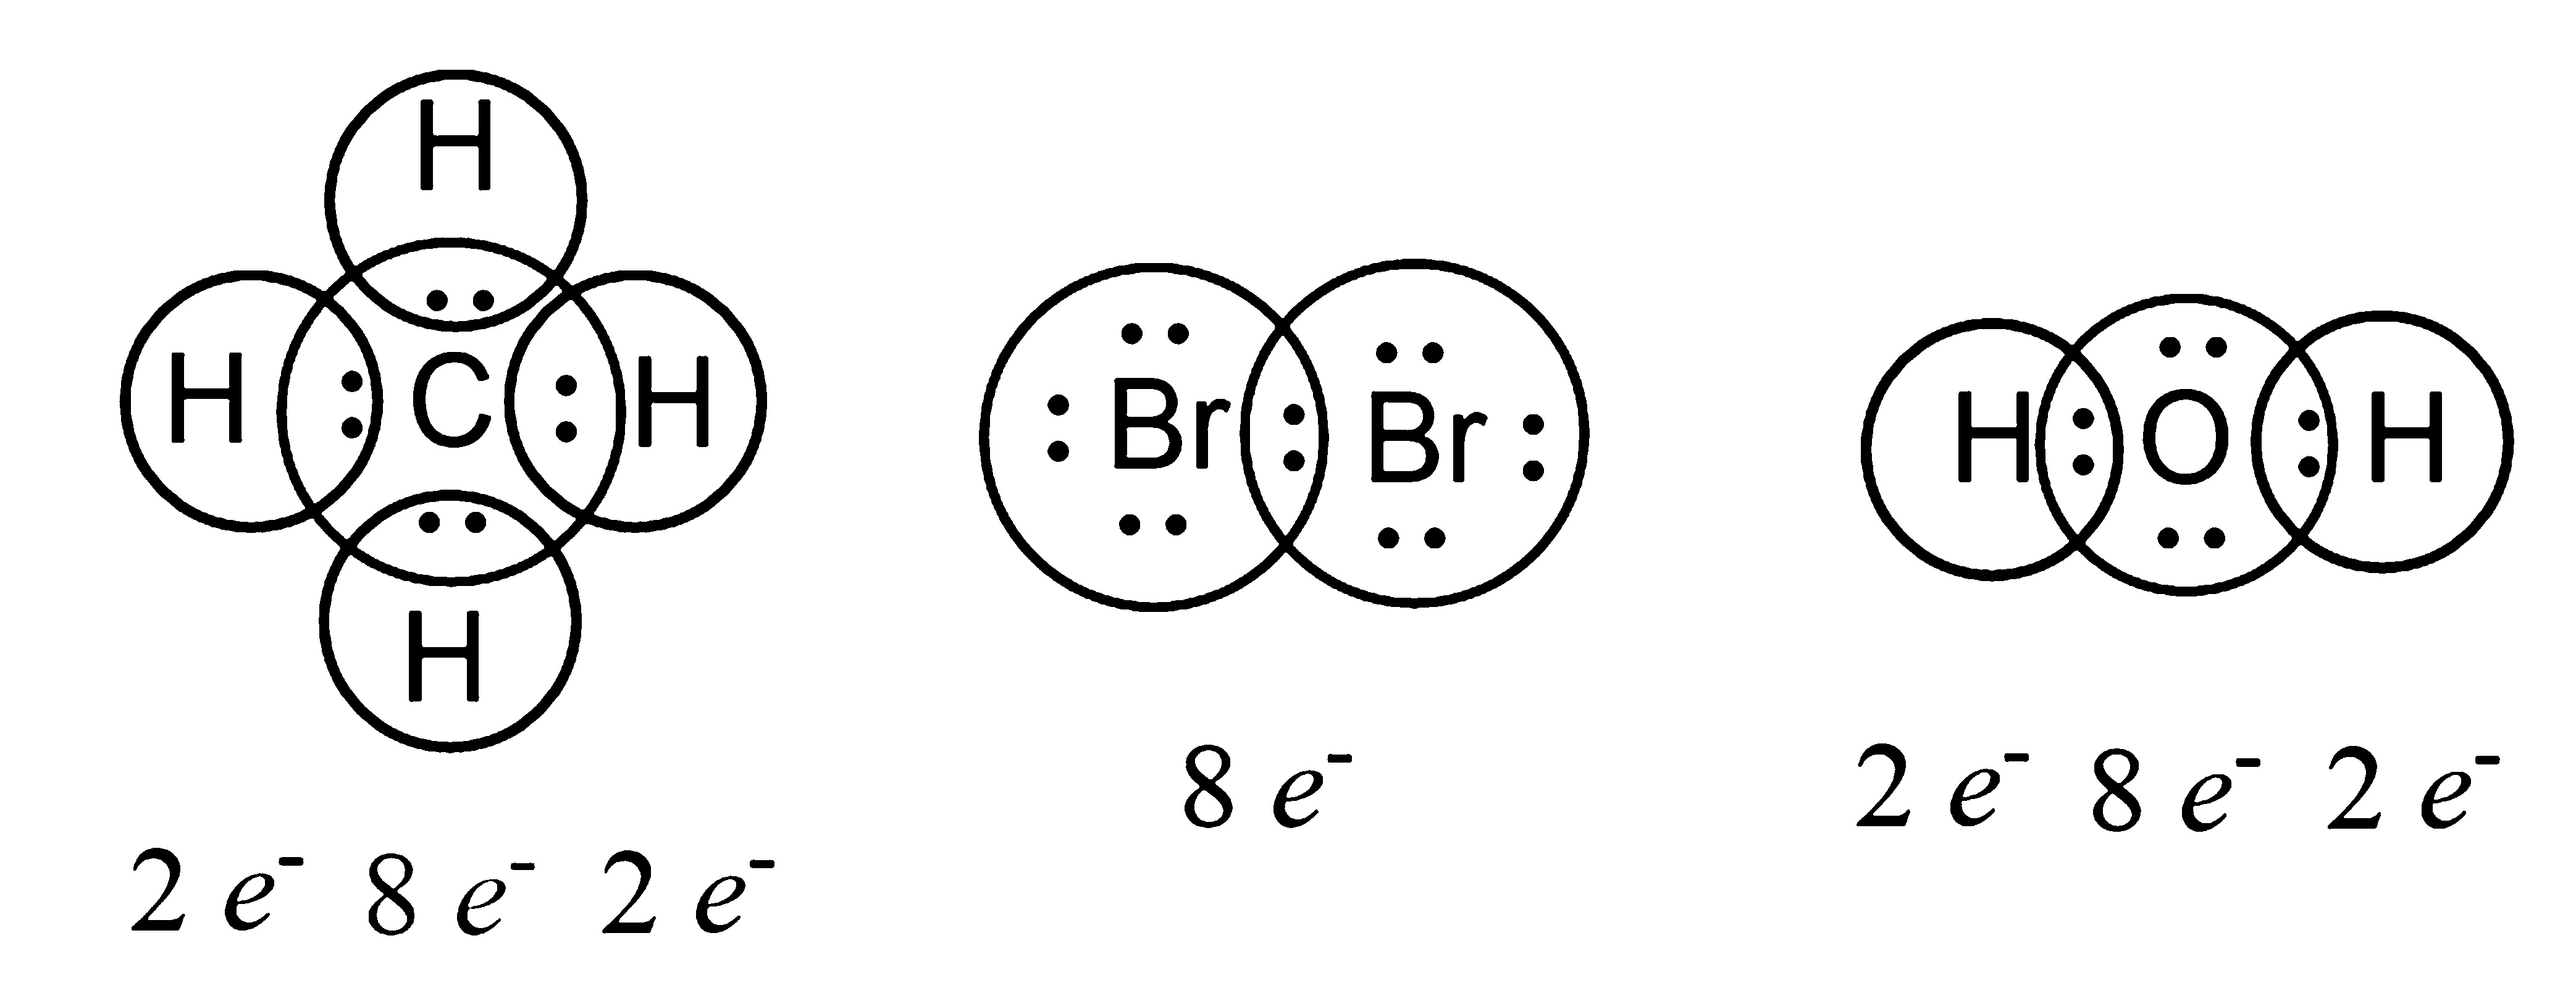 H
H C H
H
2 e⁻ 8 e⁻ 2 e⁻
Br Br
8 e⁻
H O H
2 e⁻ 8 e⁻ 2 e⁻